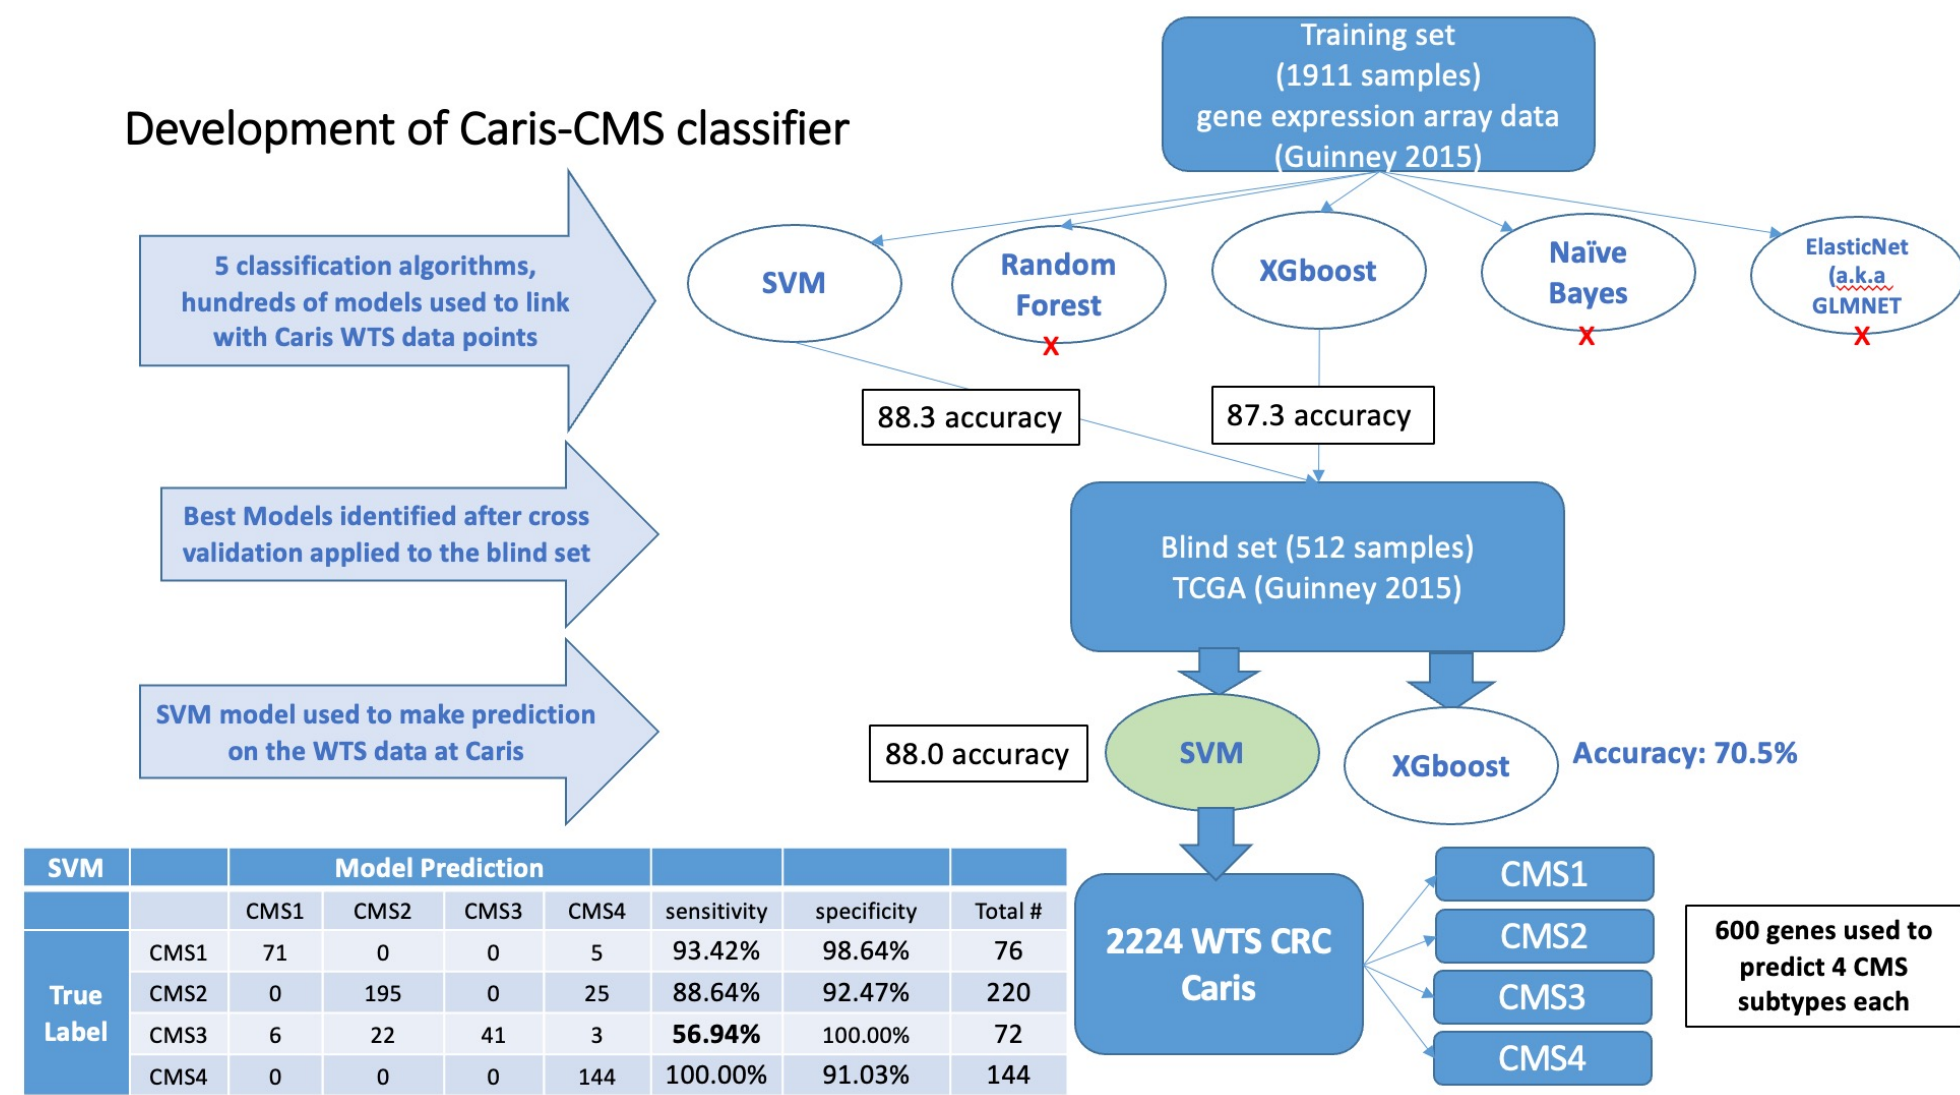 Development of Caris-CMS classifier
Training set
(1911 samples)
gene expression array data
(Guinney 2015)
5 classification algorithms,
hundreds of models used to link
with Caris WTS data points
SVM
Random
Forest
X
XGboost
Naïve
Bayes
X
ElasticNet
(a.k.a
GLMNET
X
88.3 accuracy
87.3 accuracy
Best Models identified after cross
validation applied to the blind set
Blind set (512 samples)
TCGA (Guinney 2015)
SVM model used to make prediction
on the WTS data at Caris
88.0 accuracy
SVM
XGboost
Accuracy: 70.5%
SVM Model Prediction
CMS1 CMS2 CMS3 CMS4 sensitivity specificity Total #
True
Label
CMS1 71 0 0 5 93.42% 98.64% 76
CMS2 0 195 0 25 88.64% 92.47% 220
CMS3 6 22 41 3 56.94% 100.00% 72
CMS4 0 0 0 144 100.00% 91.03% 144
2224 WTS CRC
Caris
CMS1
CMS2
CMS3
CMS4
600 genes used to
predict 4 CMS
subtypes each